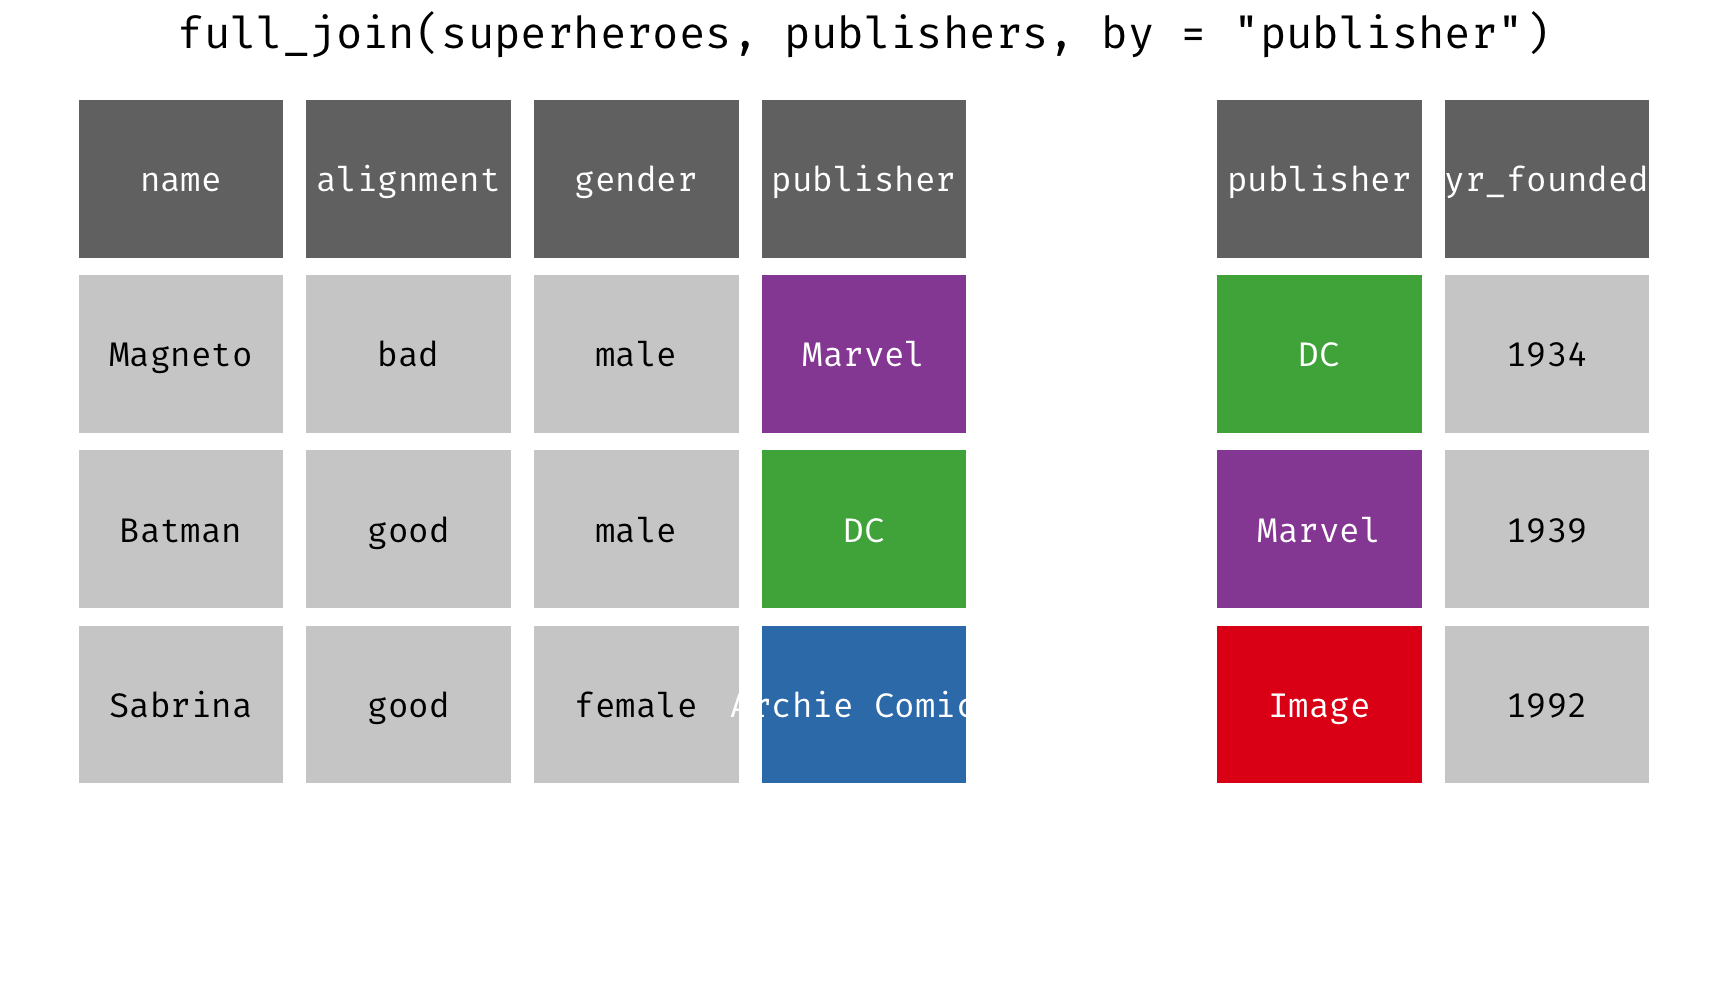 full_join(superheroes, publishers, by = "publisher")
name alignment gender publisher publisher yr_founded
Magneto bad male Marvel DC 1934
Batman good male DC Marvel 1939
Sabrina good female Archie Comic Image 1992